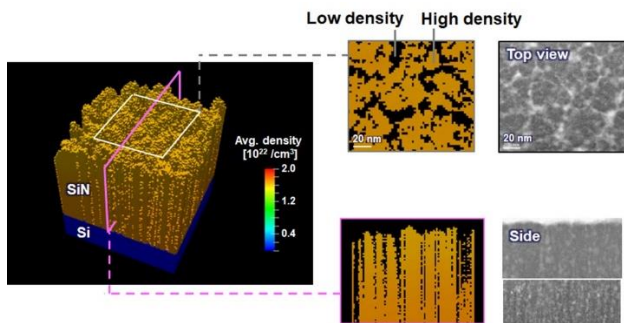 Low density
High density
Top view
20 nm
20 nm
Avg. density
[10²² /cm³]
2.0
1.2
0.4
SiN
Si
Side